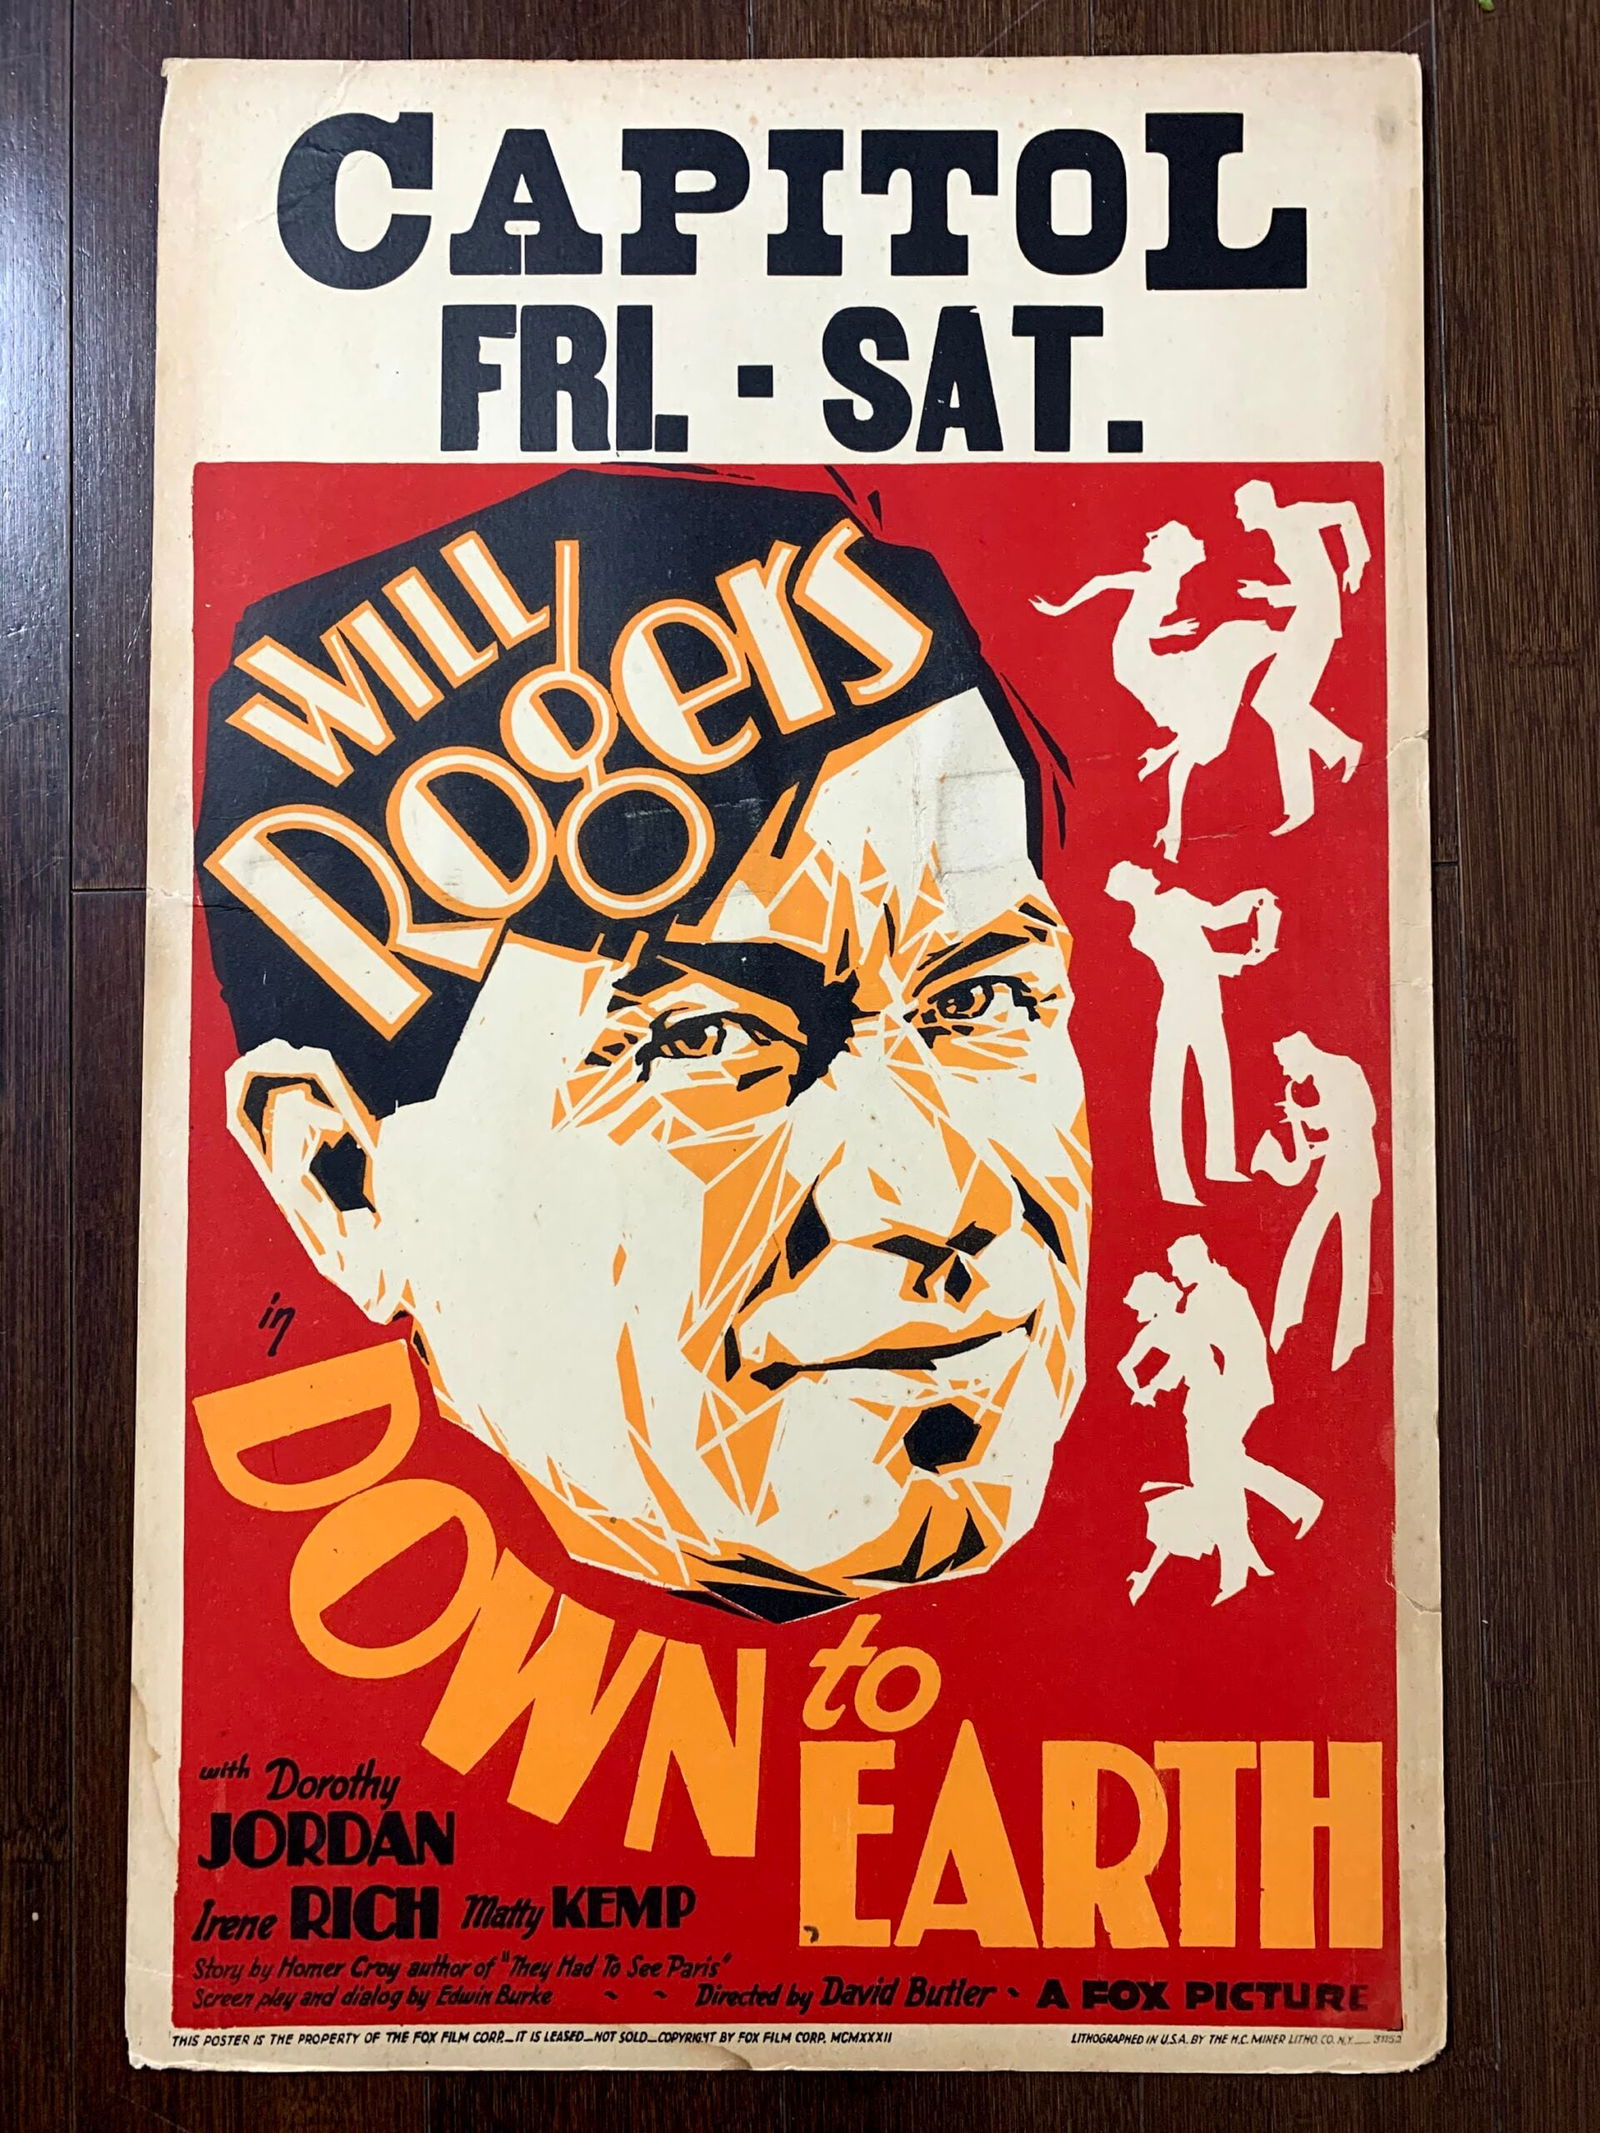 CAPITOL
FRI. - SAT.
WILL
Rogers
in
DOWN to
EARTH
with Dorothy
JORDAN
Irene RICH Matty KEMP
Story by Homer Croy author of "They Had To See Paris"
Screen play and dialog by Edwin Burke - - Directed by David Butler - A FOX PICTURE
THIS POSTER IS THE PROPERTY OF THE FOX FILM CORP.—IT IS LEASED—NOT SOLD—COPYRIGHT BY FOX FILM CORP. MCMXXXII
LITHOGRAPHED IN U.S.A. BY THE H.C. MINER LITHO. CO. N.Y.— 31152